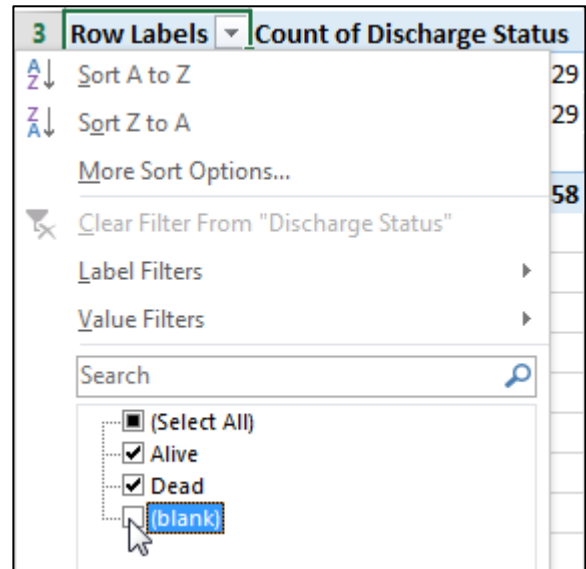 3 Row Labels Count of Discharge Status
Sort A to Z 29
Sort Z to A 29
More Sort Options...
58
Clear Filter From "Discharge Status"
Label Filters
Value Filters
Search
(Select All)
Alive
Dead
(blank)